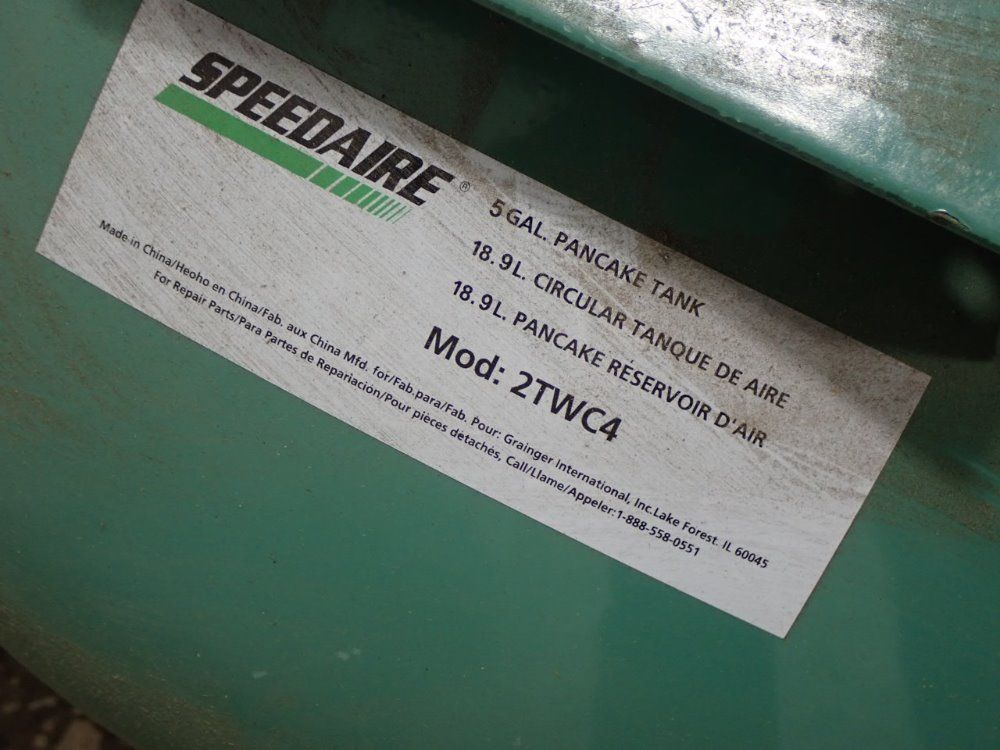 SPEEDAIRE®
5 GAL. PANCAKE TANK
18.9L. CIRCULAR TANQUE DE AIRE
18.9L. PANCAKE RÉSERVOIR D'AIR
Mod: 2TWC4
Made in China/Heoho en China/Fab. aux China Mfd. for/Fab.para/Fab. Pour: Grainger International, Inc.Lake Forest. IL 60045
For Repair Parts/Para Partes de Repariación/Pour pièces détachés, Call/Llame/Appeler:1-888-558-0551